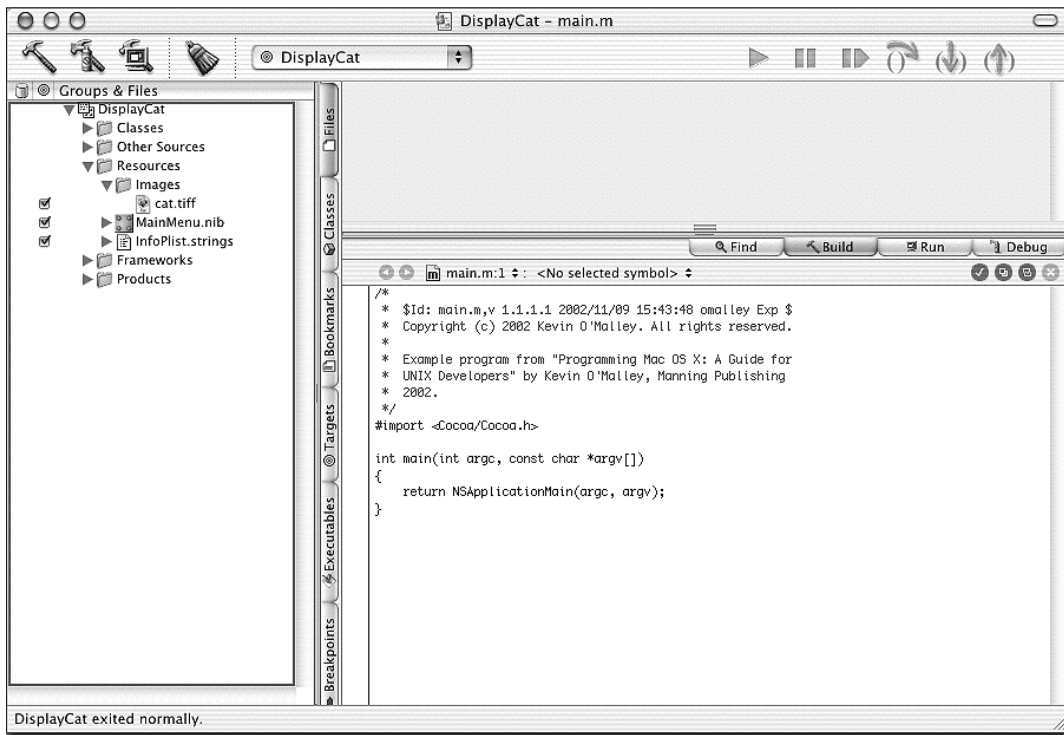 DisplayCat – main.m
DisplayCat
Groups & Files
DisplayCat
Classes
Other Sources
Resources
Images
cat.tiff
MainMenu.nib
InfoPlist.strings
Frameworks
Products
Files
Classes
Bookmarks
Targets
Executables
Breakpoints
Find
Build
Run
Debug
m main.m:1 : <No selected symbol>
/*
* $Id: main.m,v 1.1.1.1 2002/11/09 15:43:48 omalley Exp $
* Copyright (c) 2002 Kevin O'Malley. All rights reserved.
*
* Example program from "Programming Mac OS X: A Guide for
* UNIX Developers" by Kevin O'Malley, Manning Publishing
* 2002.
*/
#import <Cocoa/Cocoa.h>
int main(int argc, const char *argv[])
{
return NSApplicationMain(argc, argv);
}
DisplayCat exited normally.